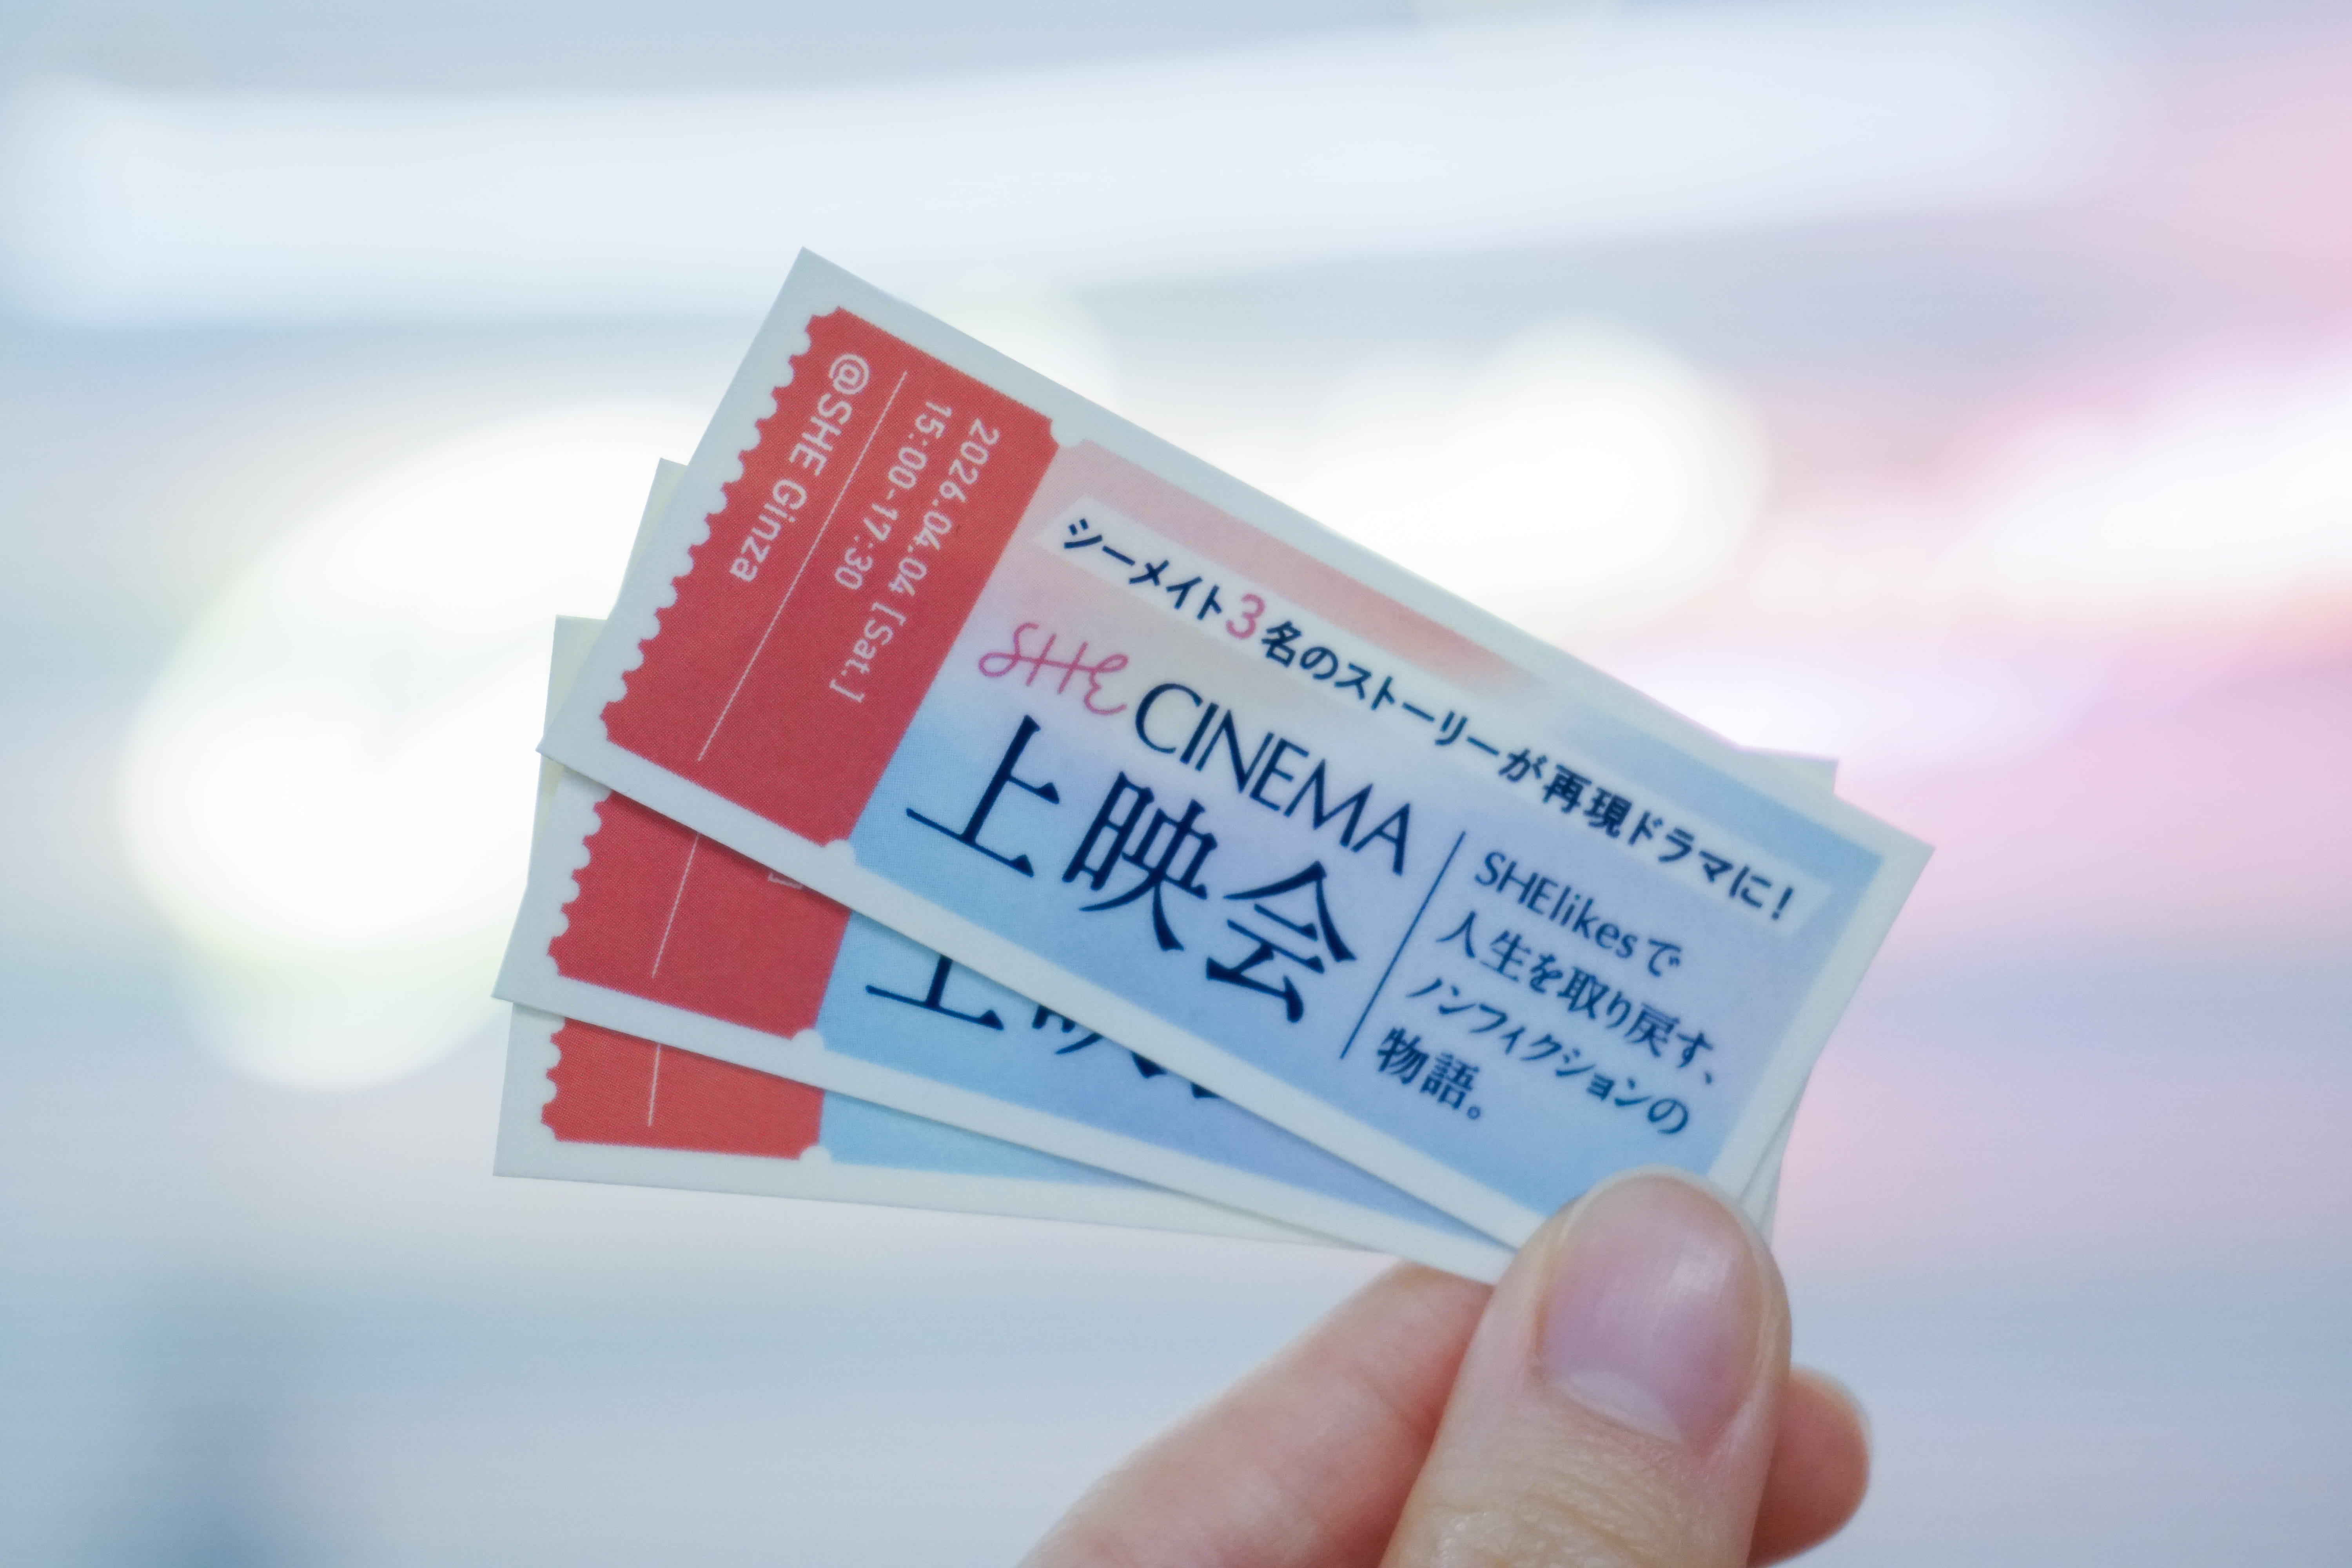 @SHE Ginza
2026.04.04 [Sat.]
15:00-17:30
シーメイト3名のストーリーが再現ドラマに!
SHE CINEMA
上映会
SHElikesで
人生を取り戻す、
ノンフィクションの
物語。
上映